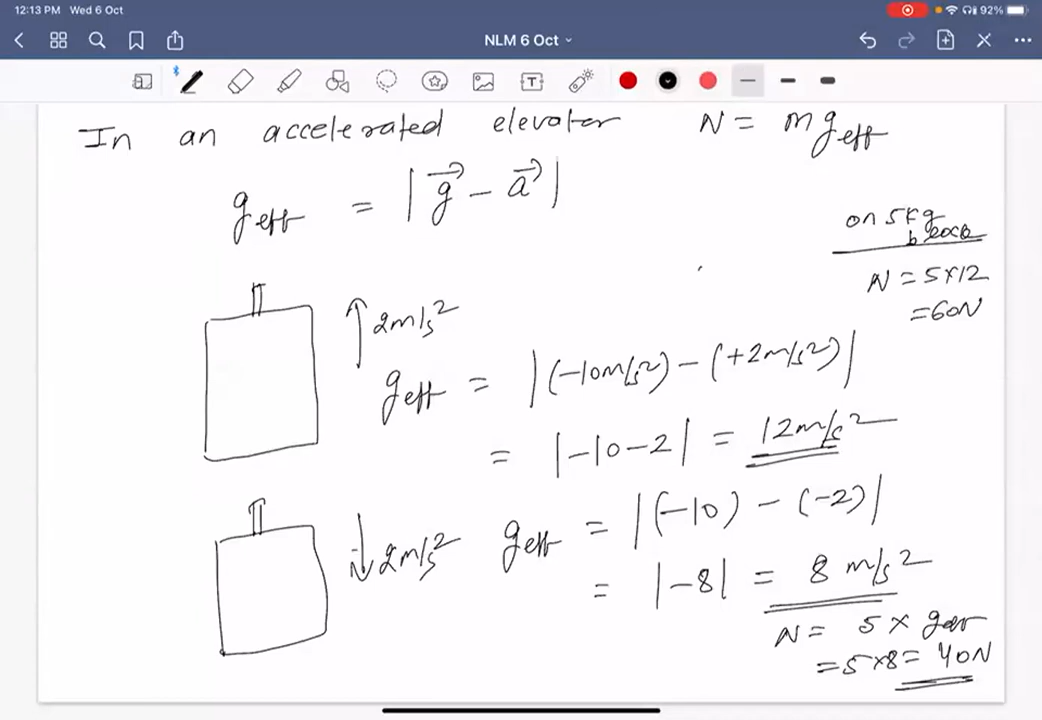 12:13 PM Wed 6 Oct
92%
NLM 6 Oct
In an accelerated elevator N = m g_eff
g_eff = |g⃗ - a⃗|
on 5Kg
block
N = 5×12
= 60N
2m/s²
g_eff = |(-10m/s²) - (+2m/s²)|
= |-10-2| = 12m/s²
2m/s² g_eff = |(-10) - (-2)|
= |-8| = 8 m/s²
N = 5 × g_eff
= 5×8 = 40N